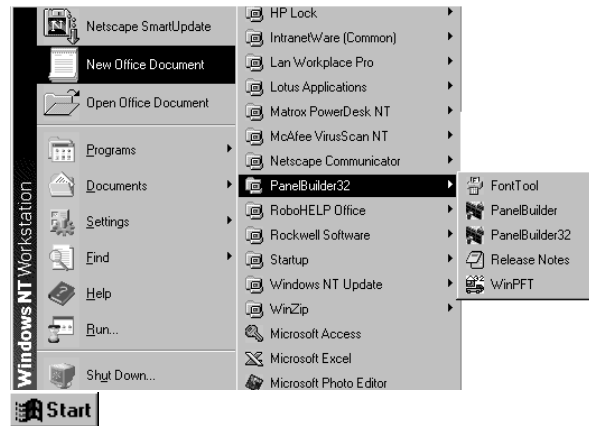 Netscape SmartUpdate
New Office Document
Open Office Document
Programs
Documents
Settings
Find
Help
Run...
Shut Down...
Windows NT Workstation
Start
HP Lock
IntranetWare (Common)
Lan Workplace Pro
Lotus Applications
Matrox PowerDesk NT
McAfee VirusScan NT
Netscape Communicator
PanelBuilder32
RoboHELP Office
Rockwell Software
Startup
Windows NT Update
WinZip
Microsoft Access
Microsoft Excel
Microsoft Photo Editor
FontTool
PanelBuilder
PanelBuilder32
Release Notes
WinPFT